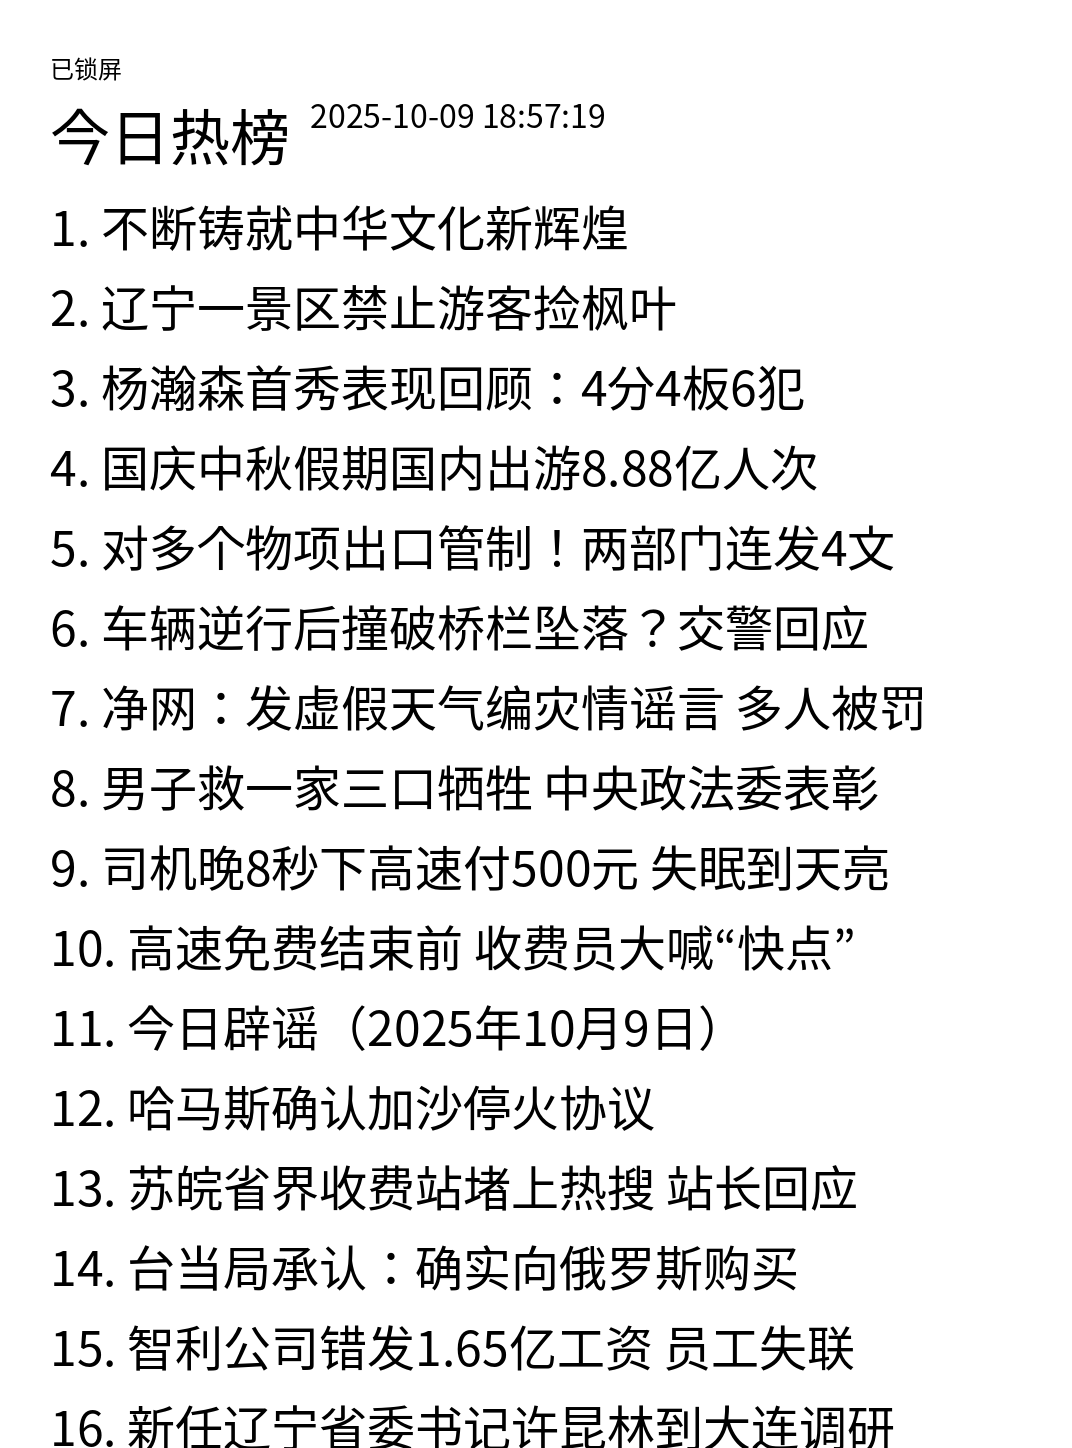 已锁屏
今日热榜 2025-10-09 18:57:19
1. 不断铸就中华文化新辉煌
2. 辽宁一景区禁止游客捡枫叶
3. 杨瀚森首秀表现回顾：4分4板6犯
4. 国庆中秋假期国内出游8.88亿人次
5. 对多个物项出口管制！两部门连发4文
6. 车辆逆行后撞破桥栏坠落？交警回应
7. 净网：发虚假天气编灾情谣言 多人被罚
8. 男子救一家三口牺牲 中央政法委表彰
9. 司机晚8秒下高速付500元 失眠到天亮
10. 高速免费结束前 收费员大喊“快点”
11. 今日辟谣（2025年10月9日）
12. 哈马斯确认加沙停火协议
13. 苏皖省界收费站堵上热搜 站长回应
14. 台当局承认：确实向俄罗斯购买
15. 智利公司错发1.65亿工资 员工失联
16. 新任辽宁省委书记许昆林到大连调研